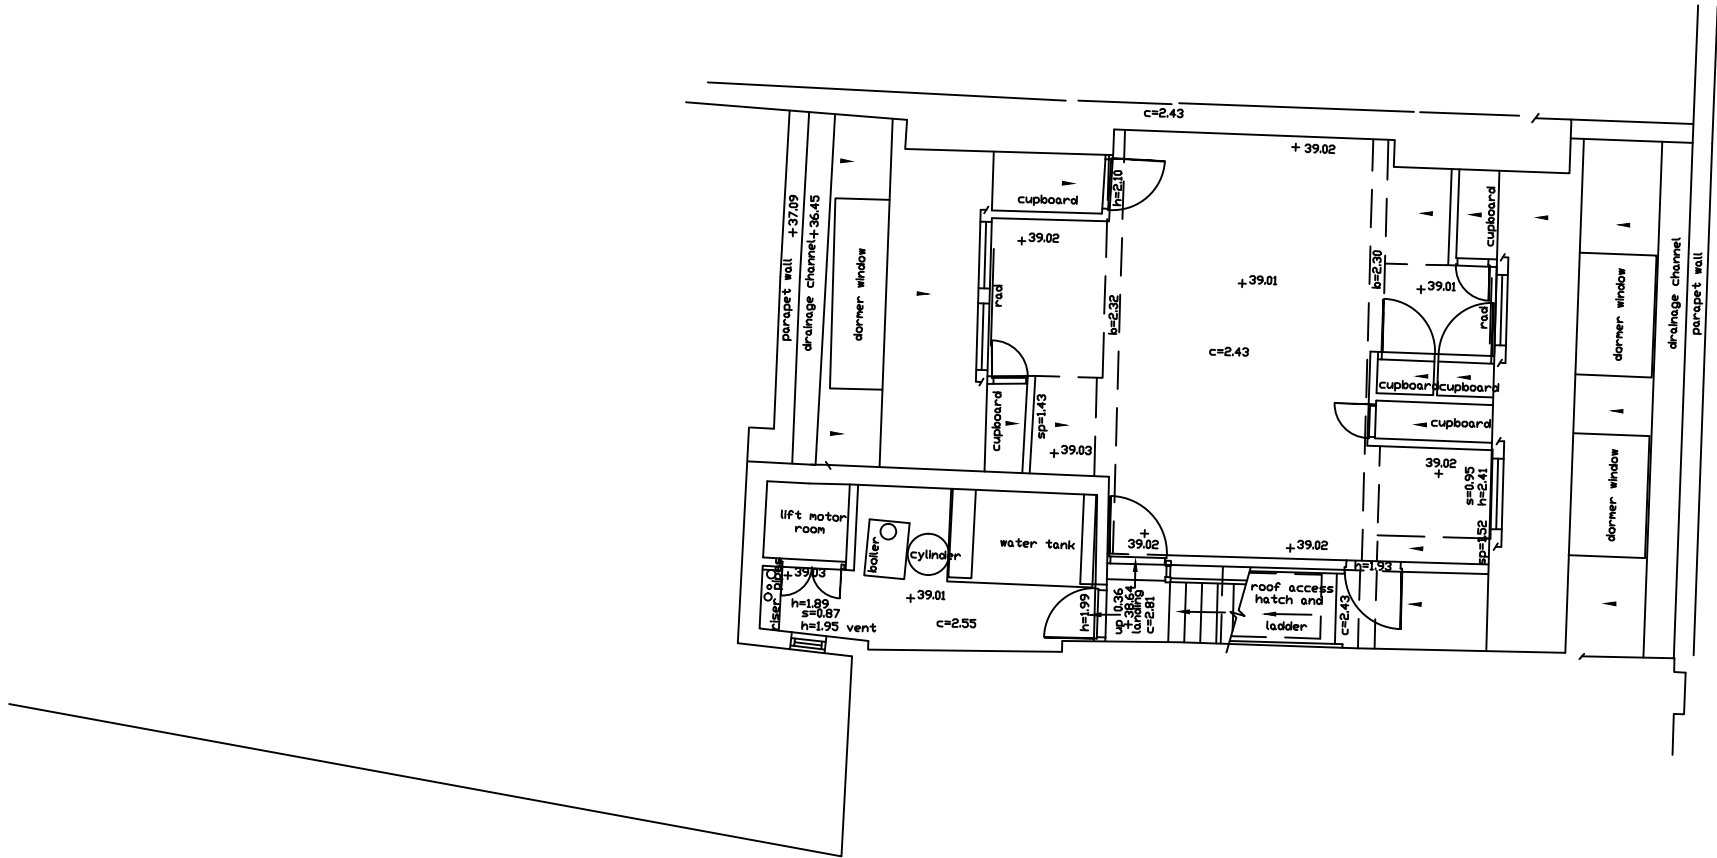 c=2.43
+ 39.02
+37.09
+36.45
parapet wall
drainage channel
dormer window
cupboard
h=2.10
+ 39.02
rad
b=2.32
+39.01
c=2.43
b=2.30
cupboard
+39.01
rad
cupboard
cupboard
cupboard
dormer window
dormer window
drainage channel
parapet wall
cupboard
sp=1.43
+39.03
39.02
+
s=0.95
h=2.41
sp=1.52
lift motor
room
boiler
cylinder
water tank
+
39.02
+39.02
h=1.93
+39.03
h=1.89
s=0.87
h=1.95 vent
+39.01
c=2.55
h=1.99
up 0.36
+38.64
landing
c=2.81
roof access
hatch and
ladder
c=2.43